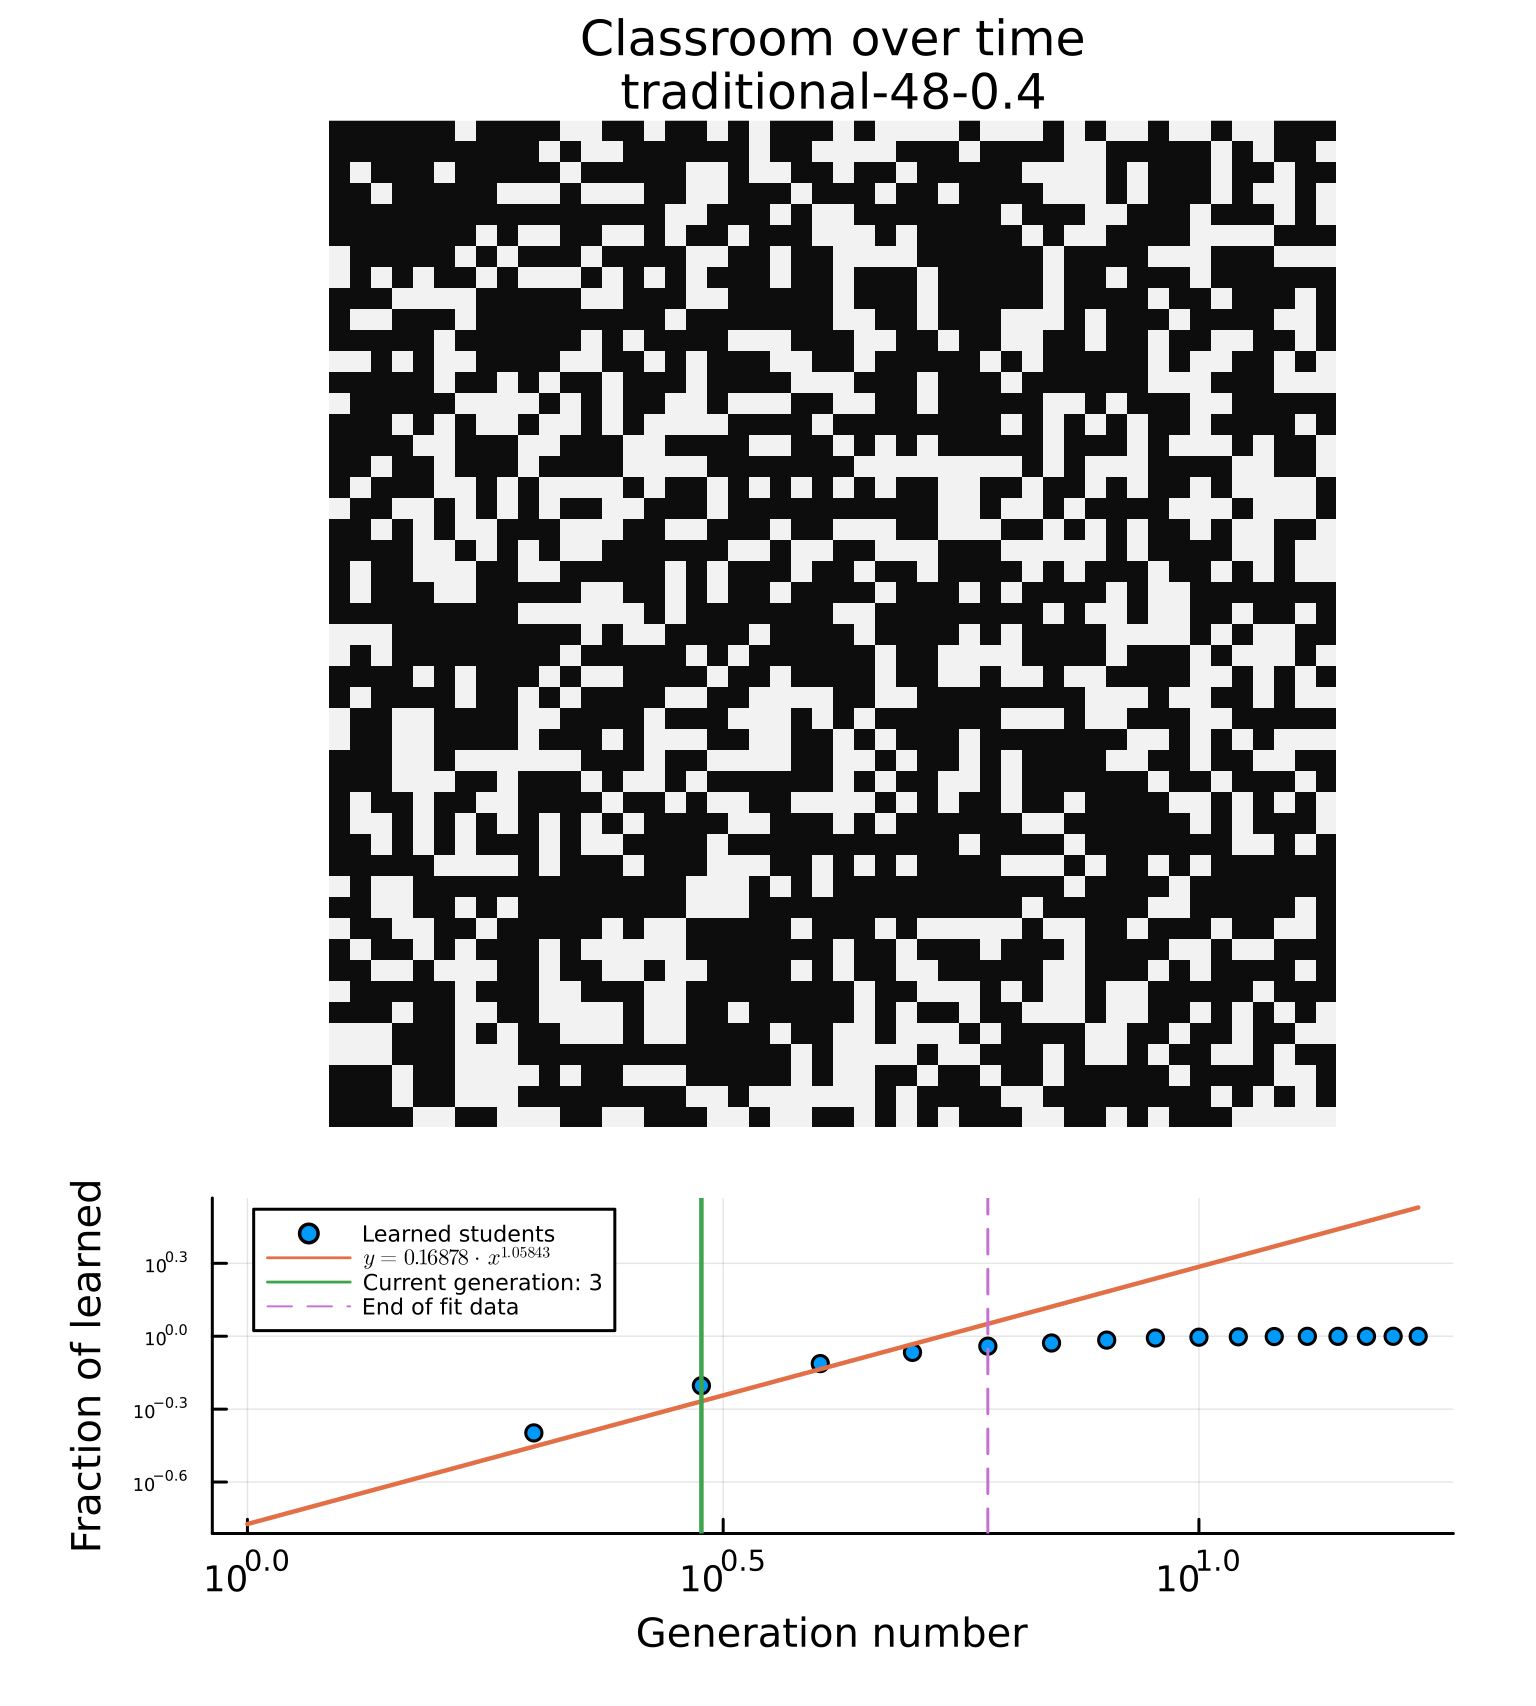 Classroom over time
traditional-48-0.4
Fraction of learned
10^0.3
10^0.0
10^−0.3
10^−0.6
Learned students
y = 0.16878 · x^1.05843
Current generation: 3
End of fit data
10^0.0 10^0.5 10^1.0
Generation number